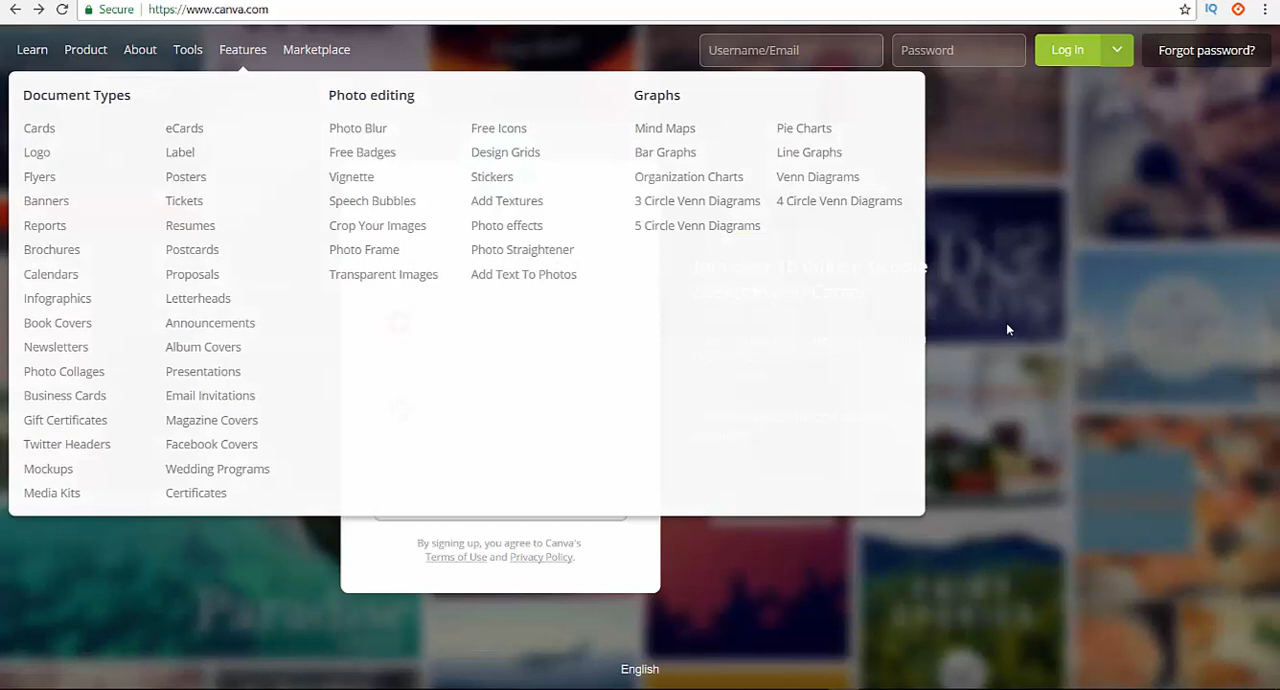 Secure https://www.canva.com
Learn Product About Tools Features Marketplace Username/Email Password Log In Forgot password?
Document Types Photo editing Graphs
Cards eCards Photo Blur Free Icons Mind Maps Pie Charts
Logo Label Free Badges Design Grids Bar Graphs Line Graphs
Flyers Posters Vignette Stickers Organization Charts Venn Diagrams
Banners Tickets Speech Bubbles Add Textures 3 Circle Venn Diagrams 4 Circle Venn Diagrams
Reports Resumes Crop Your Images Photo effects 5 Circle Venn Diagrams
Brochures Postcards Photo Frame Photo Straightener
Calendars Proposals Transparent Images Add Text To Photos
Infographics Letterheads
Book Covers Announcements
Newsletters Album Covers
Photo Collages Presentations
Business Cards Email Invitations
Gift Certificates Magazine Covers
Twitter Headers Facebook Covers
Mockups Wedding Programs
Media Kits Certificates
By signing up, you agree to Canva's
Terms of Use and Privacy Policy.
Paradise
English